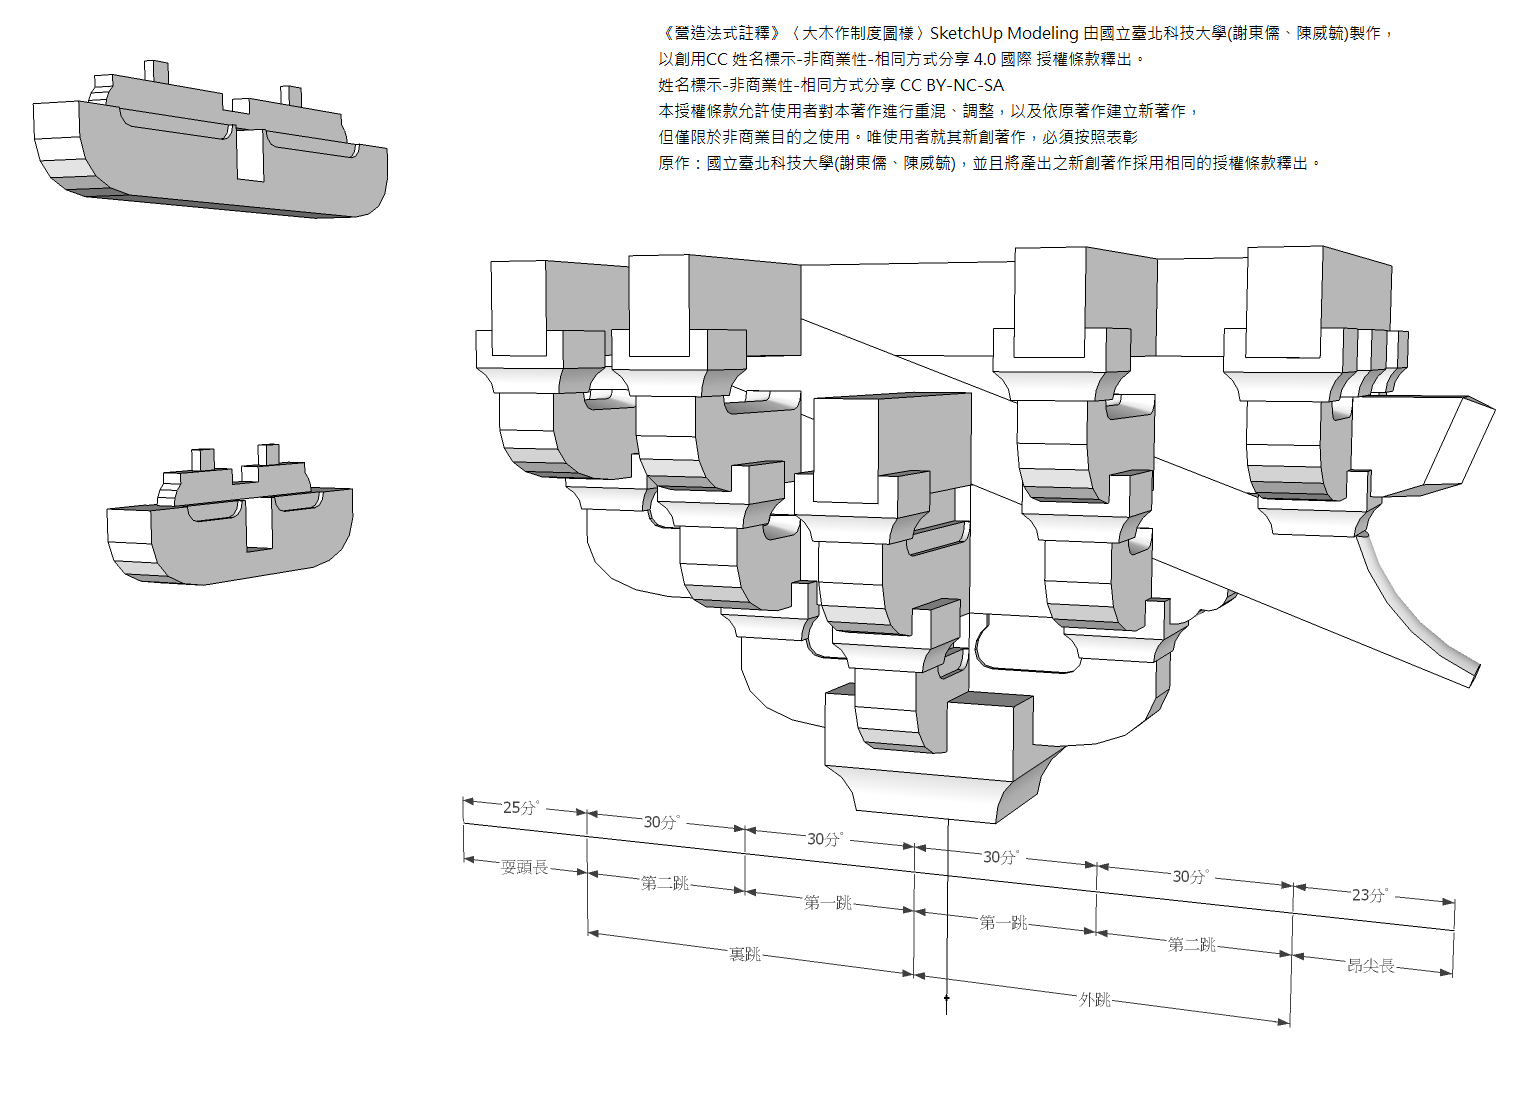 《營造法式註釋》〈大木作制度圖樣〉SketchUp Modeling 由國立臺北科技大學(謝東儒、陳威毓)製作，
以創用CC 姓名標示-非商業性-相同方式分享 4.0 國際 授權條款釋出。
姓名標示-非商業性-相同方式分享 CC BY-NC-SA
本授權條款允許使用者對本著作進行重混、調整，以及依原著作建立新著作，
但僅限於非商業目的之使用。唯使用者就其新創著作，必須按照表彰
原作：國立臺北科技大學(謝東儒、陳威毓)，並且將產出之新創著作採用相同的授權條款釋出。
25分°
30分°
30分°
30分°
30分°
23分°
耍頭長
第二跳
第一跳
第一跳
第二跳
昂尖長
裏跳
外跳